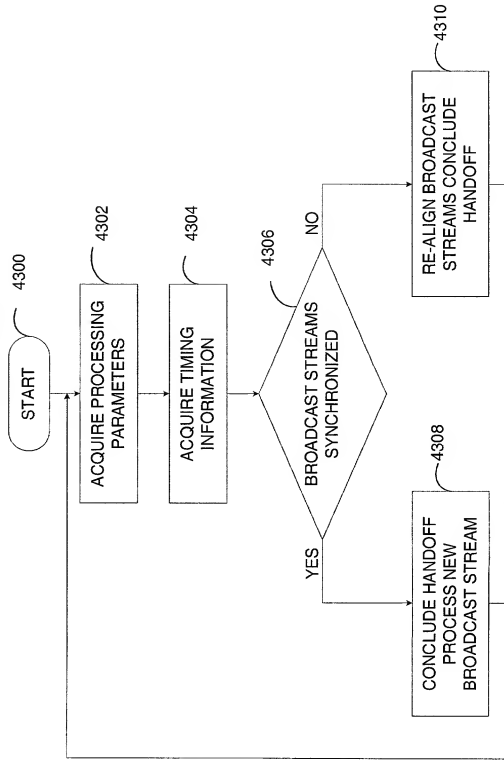 START
4300
ACQUIRE PROCESSING
PARAMETERS
4302
ACQUIRE TIMING
INFORMATION
4304
BROADCAST STREAMS
SYNCHRONIZED
4306
YES
NO
CONCLUDE HANDOFF
PROCESS NEW
BROADCAST STREAM
4308
RE-ALIGN BROADCAST
STREAMS CONCLUDE
HANDOFF
4310